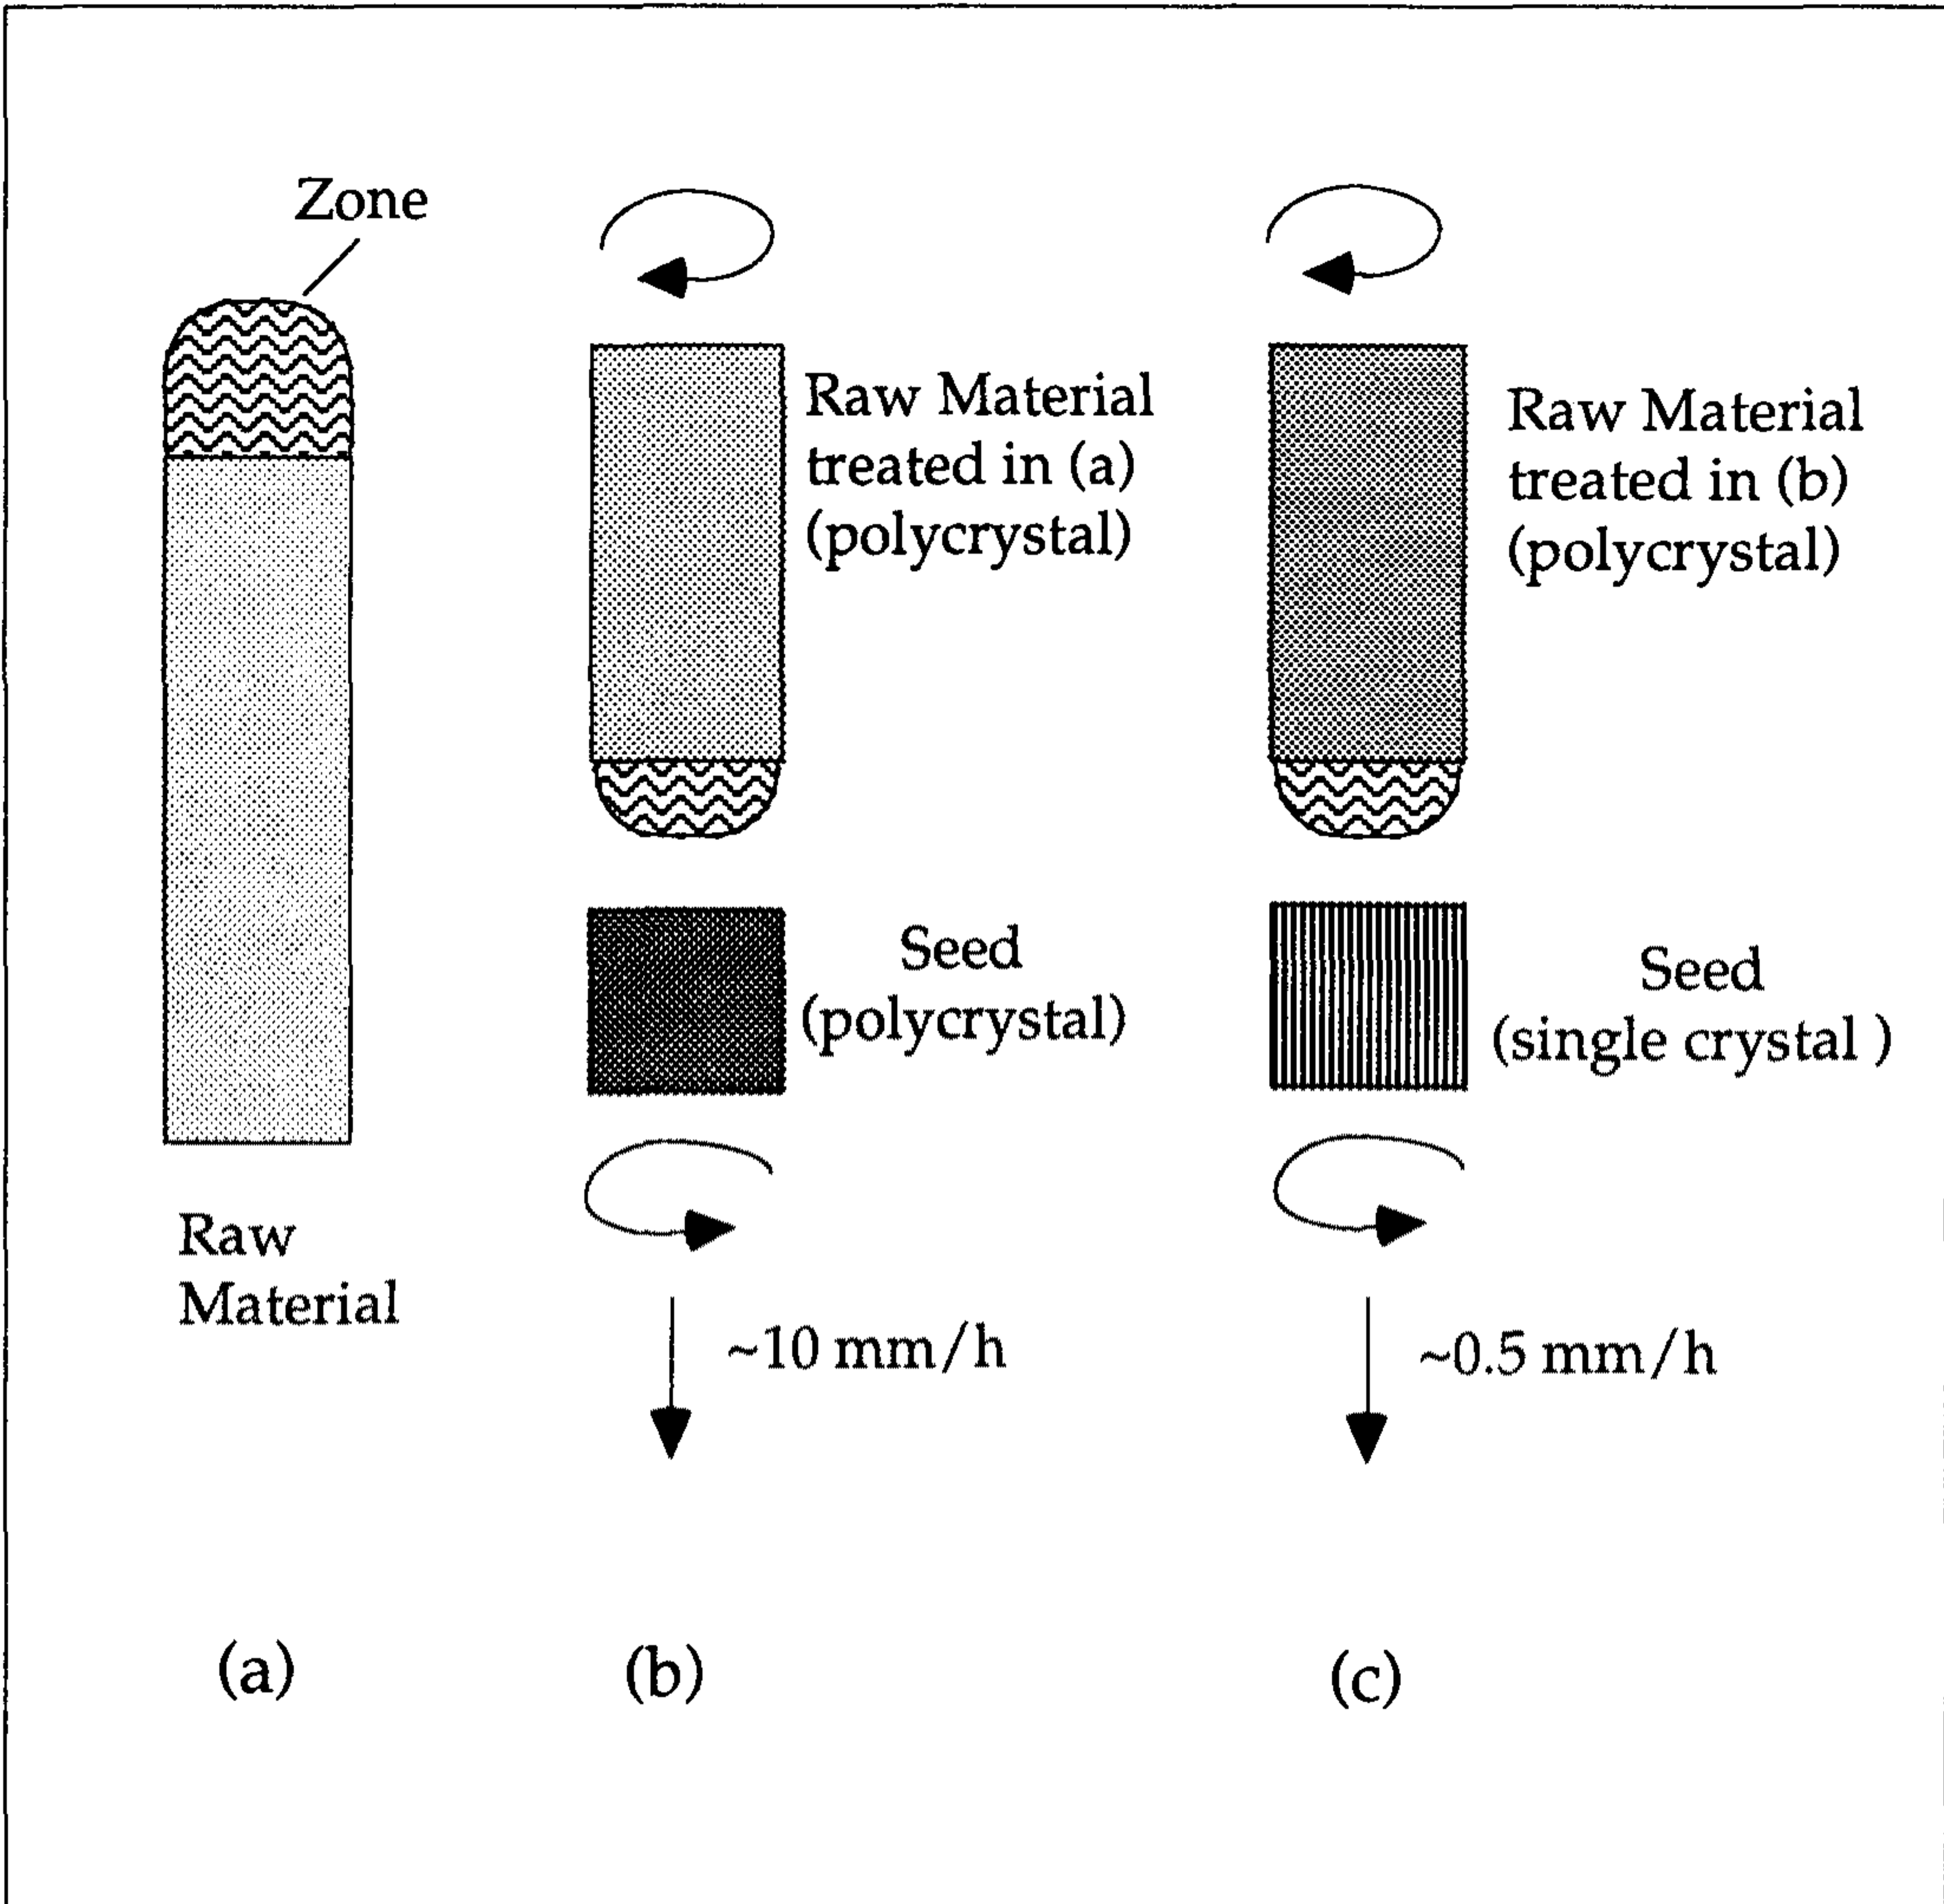 Zone
Raw
Material
Raw Material
treated in (a)
(polycrystal)
Seed
(polycrystal)
~10 mm/h
Raw Material
treated in (b)
(polycrystal)
Seed
(single crystal )
~0.5 mm/h
(a)
(b)
(c)